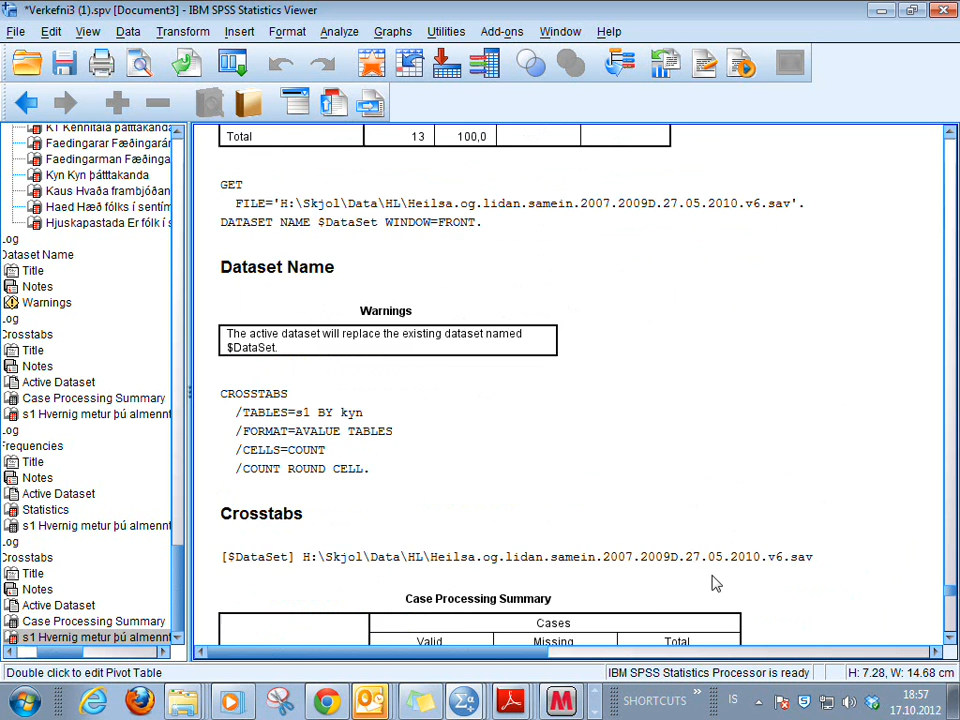 *Verkefni3 (1).spv [Document3] - IBM SPSS Statistics Viewer
File Edit View Data Transform Insert Format Analyze Graphs Utilities Add-ons Window Help
K1 Kennitala þátttakanda
Faedingarar Fæðingarár
Faedingarman Fæðingar
Kyn Kyn þátttakanda
Kaus Hvaða frambjóðan
Haed Hæð fólks í sentím
Hjuskapastada Er fólk í s
Log
Dataset Name
Title
Notes
Warnings
Log
Crosstabs
Title
Notes
Active Dataset
Case Processing Summary
s1 Hvernig metur þú almennt
Log
Frequencies
Title
Notes
Active Dataset
Statistics
s1 Hvernig metur þú almennt
Log
Crosstabs
Title
Notes
Active Dataset
Case Processing Summary
s1 Hvernig metur þú almennt
Total 13 100,0
GET
FILE='H:\Skjol\Data\HL\Heilsa.og.lidan.samein.2007.2009D.27.05.2010.v6.sav'.
DATASET NAME $DataSet WINDOW=FRONT.
Dataset Name
Warnings
The active dataset will replace the existing dataset named
$DataSet.
CROSSTABS
/TABLES=s1 BY kyn
/FORMAT=AVALUE TABLES
/CELLS=COUNT
/COUNT ROUND CELL.
Crosstabs
[$DataSet] H:\Skjol\Data\HL\Heilsa.og.lidan.samein.2007.2009D.27.05.2010.v6.sav
Case Processing Summary
Cases
Valid Missing Total
Double click to edit Pivot Table IBM SPSS Statistics Processor is ready H: 7.28, W: 14.68 cm
SHORTCUTS » IS 18:57
17.10.2012